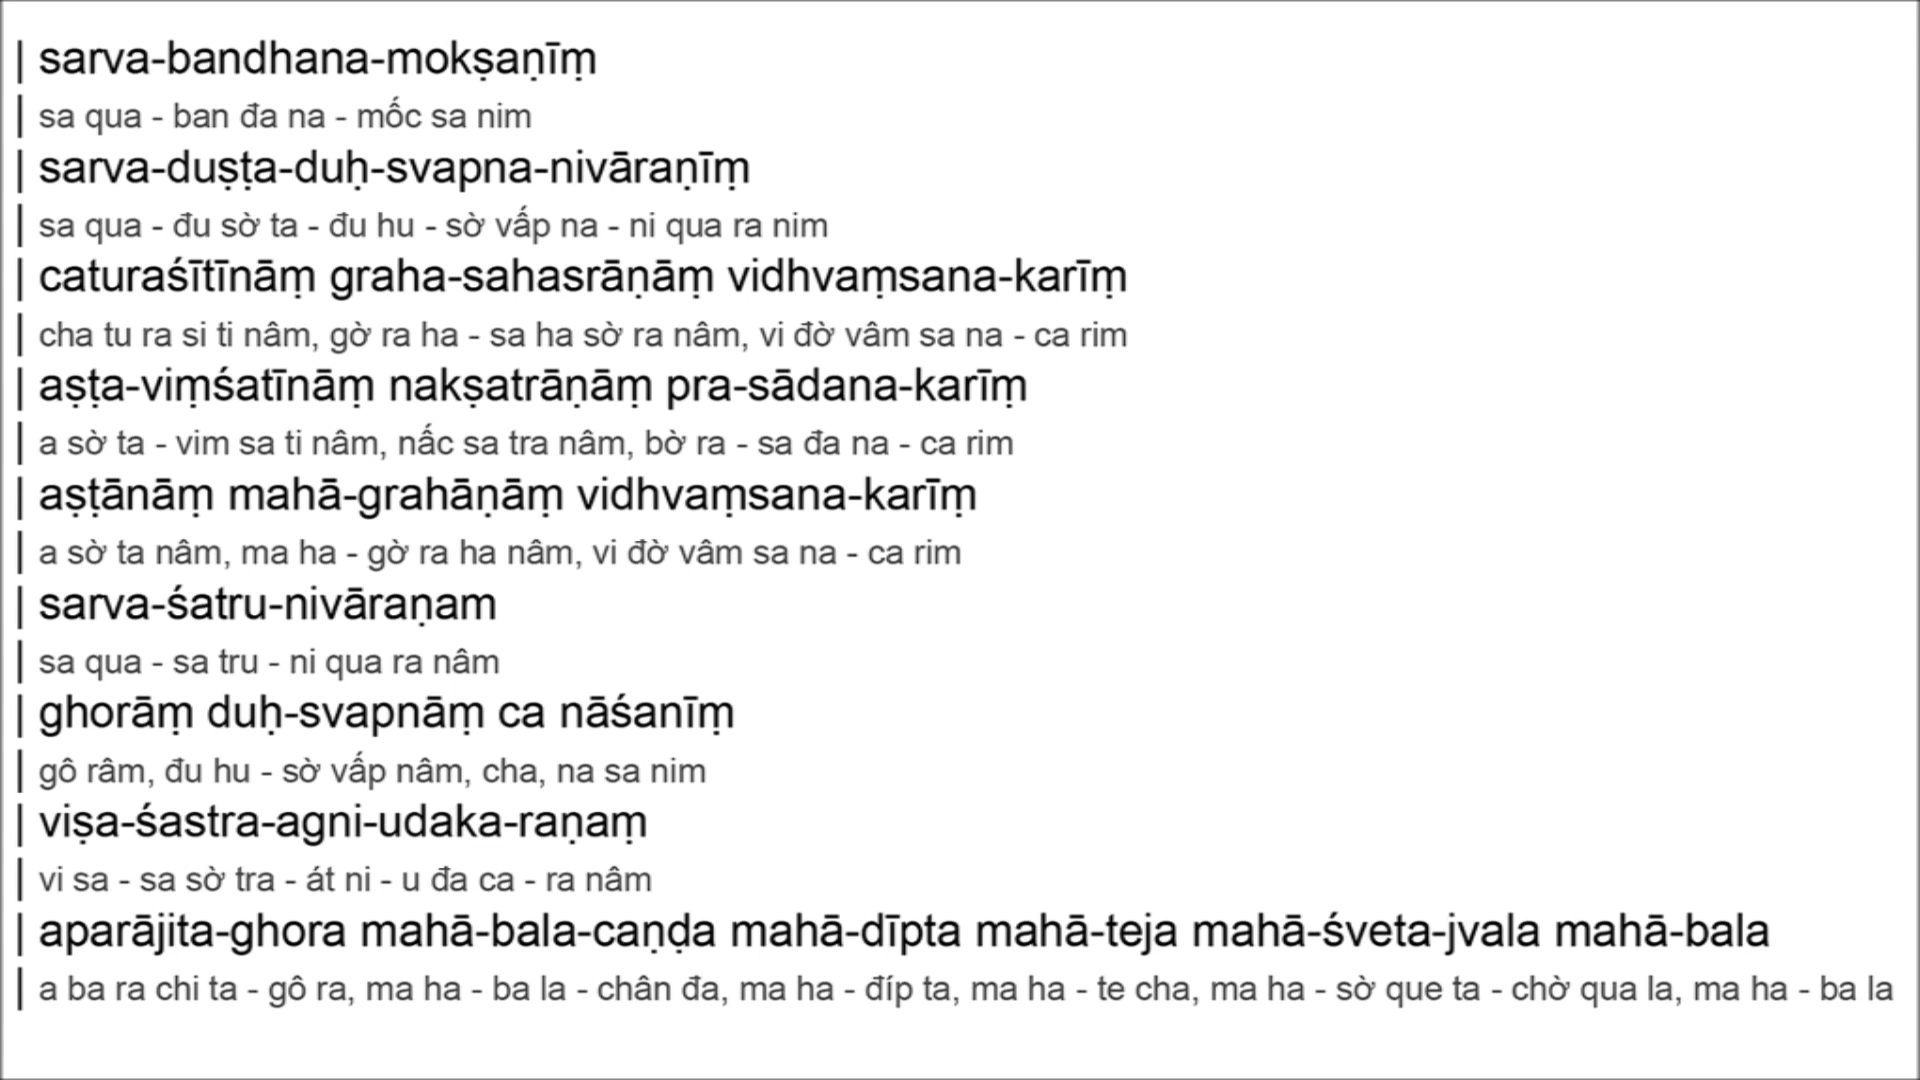 | sarva-bandhana-mokṣaṇīṃ
| sa qua - ban đa na - mốc sa nim
| sarva-duṣṭa-duḥ-svapna-nivāraṇīṃ
| sa qua - đu sờ ta - đu hu - sờ vấp na - ni qua ra nim
| caturaśītīnāṃ graha-sahasrāṇāṃ vidhvaṃsana-karīṃ
| cha tu ra si ti nâm, gờ ra ha - sa ha sờ ra nâm, vi đờ vâm sa na - ca rim
| aṣṭa-viṃśatīnāṃ nakṣatrāṇāṃ pra-sādana-karīṃ
| a sờ ta - vim sa ti nâm, nấc sa tra nâm, bờ ra - sa đa na - ca rim
| aṣṭānāṃ mahā-grahāṇāṃ vidhvaṃsana-karīṃ
| a sờ ta nâm, ma ha - gờ ra ha nâm, vi đờ vâm sa na - ca rim
| sarva-śatru-nivāraṇam
| sa qua - sa tru - ni qua ra nâm
| ghorāṃ duḥ-svapnāṃ ca nāśanīṃ
| gô râm, đu hu - sờ vấp nâm, cha, na sa nim
| viṣa-śastra-agni-udaka-raṇaṃ
| vi sa - sa sờ tra - át ni - u đa ca - ra nâm
| aparājita-ghora mahā-bala-caṇḍa mahā-dīpta mahā-teja mahā-śveta-jvala mahā-bala
| a ba ra chi ta - gô ra, ma ha - ba la - chân đa, ma ha - đíp ta, ma ha - te cha, ma ha - sờ que ta - chờ qua la, ma ha - ba la